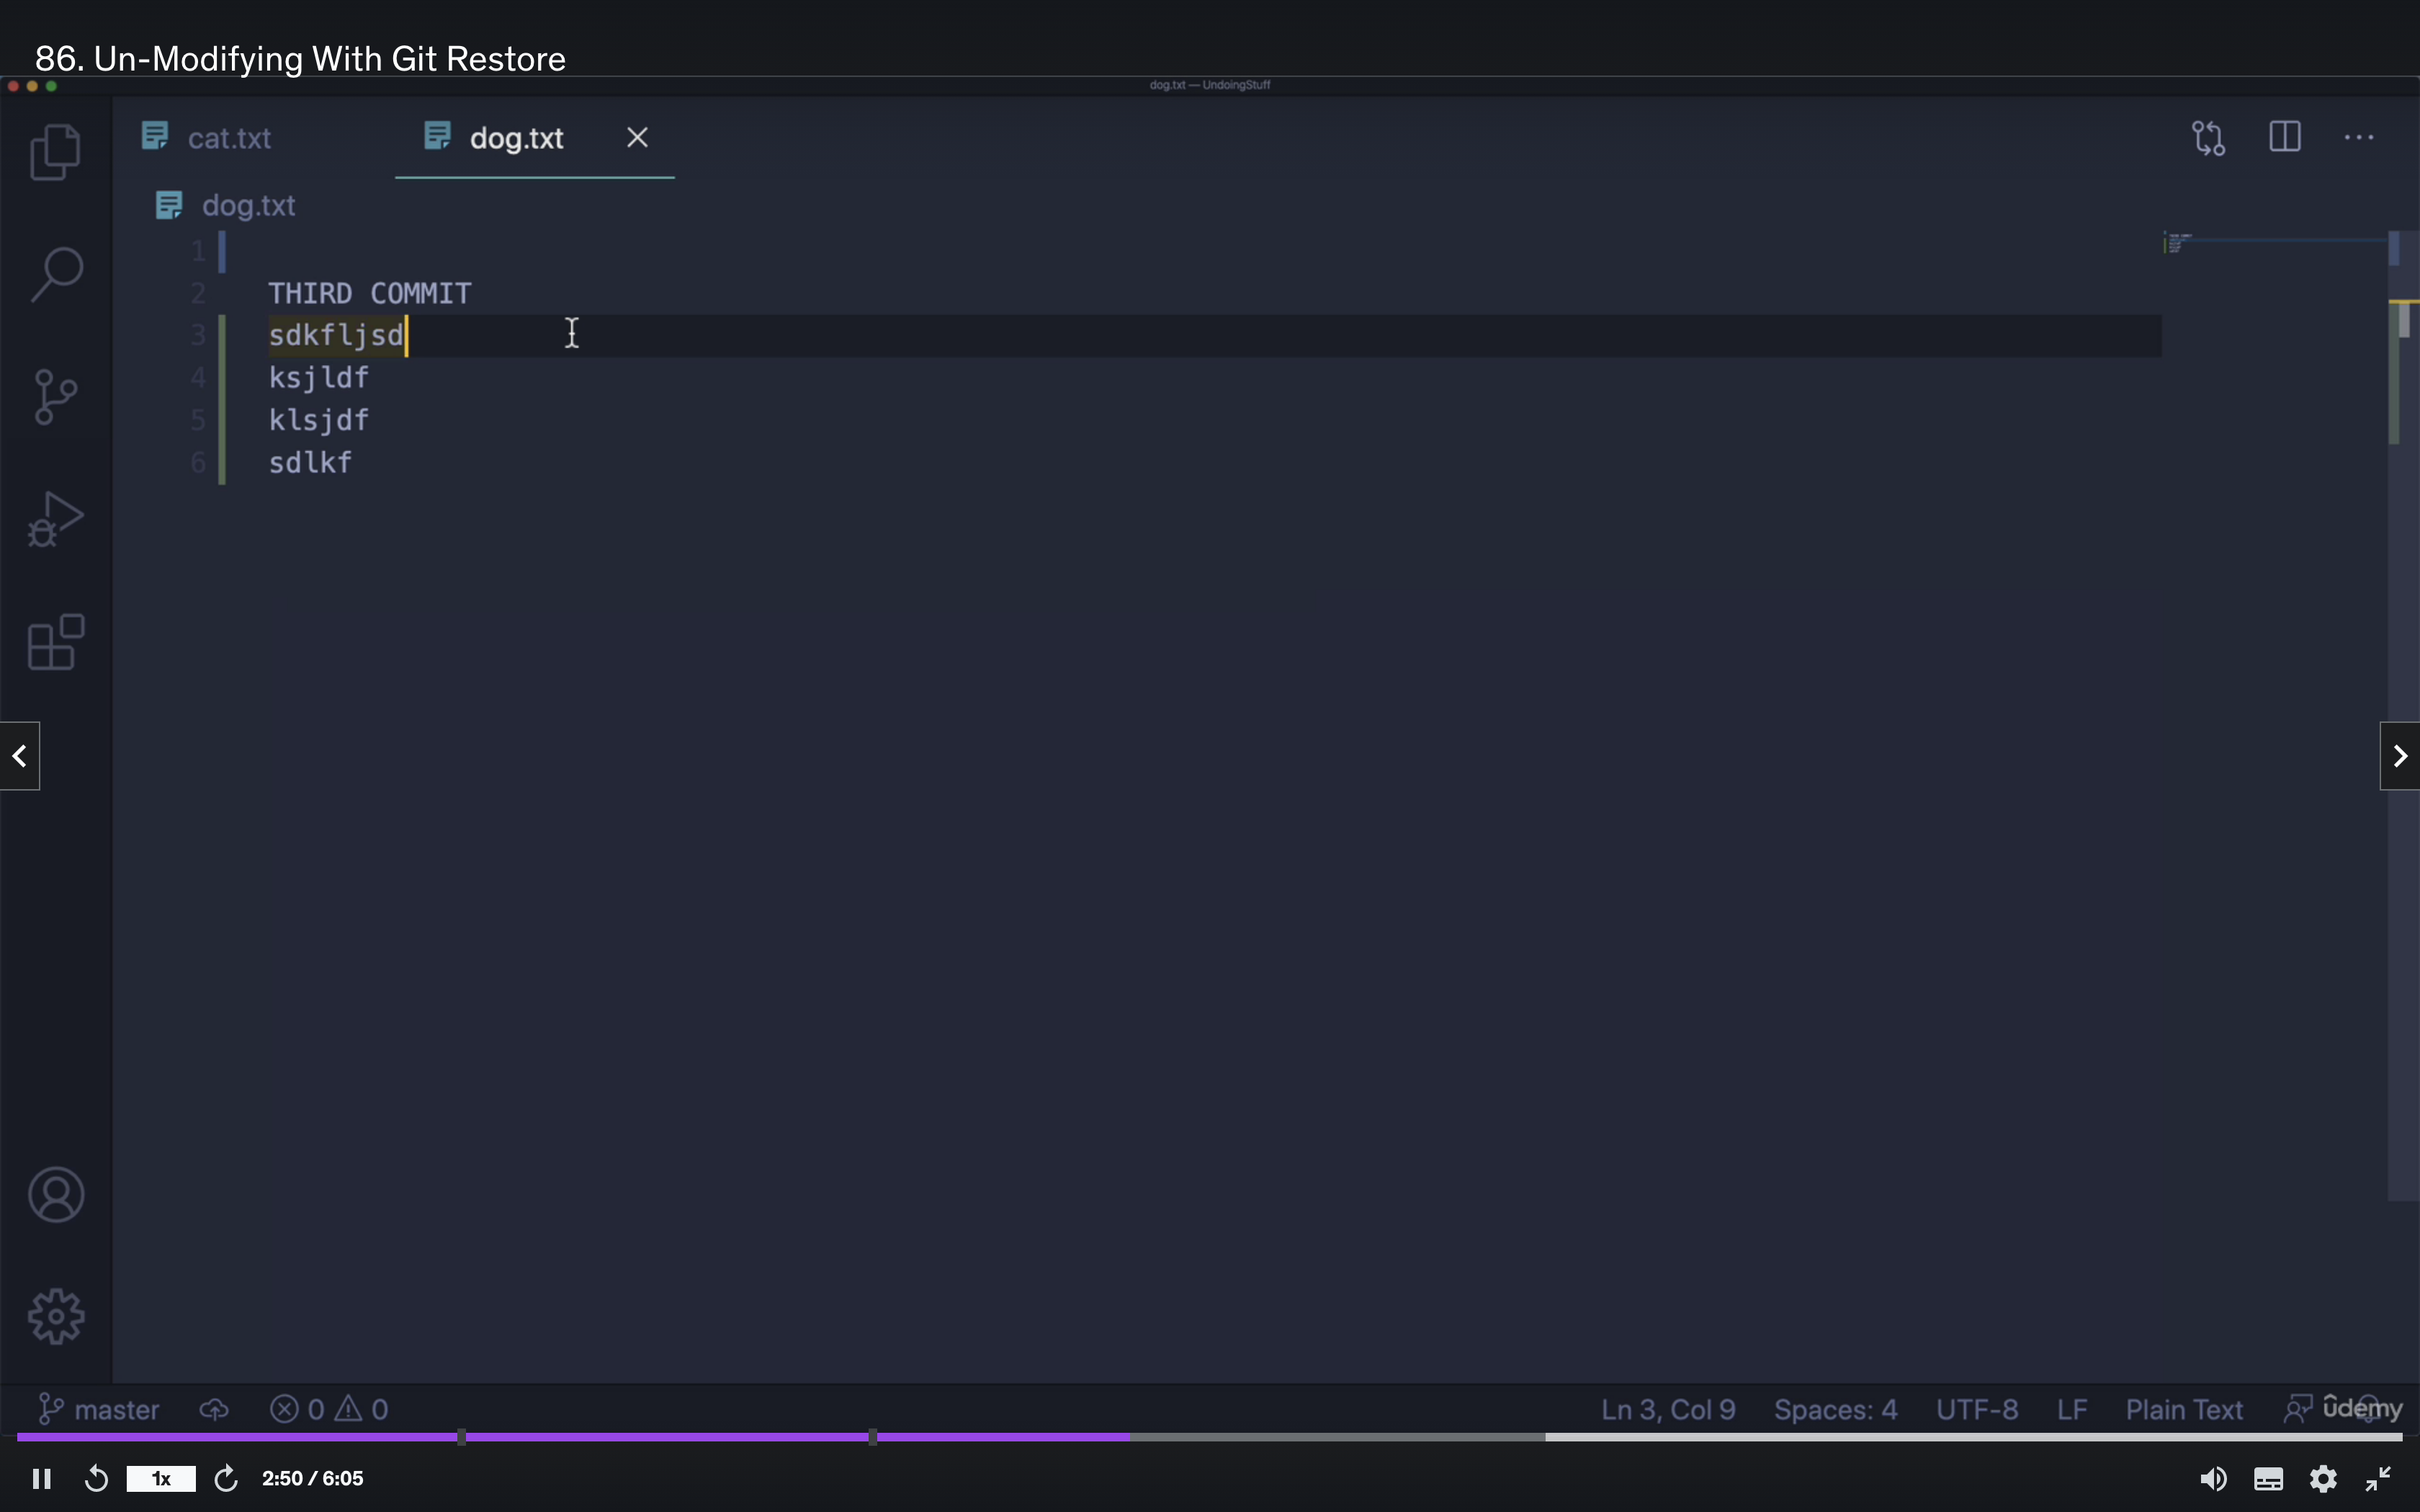 86. Un-Modifying With Git Restore
dog.txt — UndoingStuff
cat.txt
dog.txt
dog.txt
1
2 THIRD COMMIT
3 sdkfljsd
4 ksjldf
5 klsjdf
6 sdlkf
master 0 0 Ln 3, Col 9 Spaces: 4 UTF-8 LF Plain Text ûdemy
1x 2:50 / 6:05